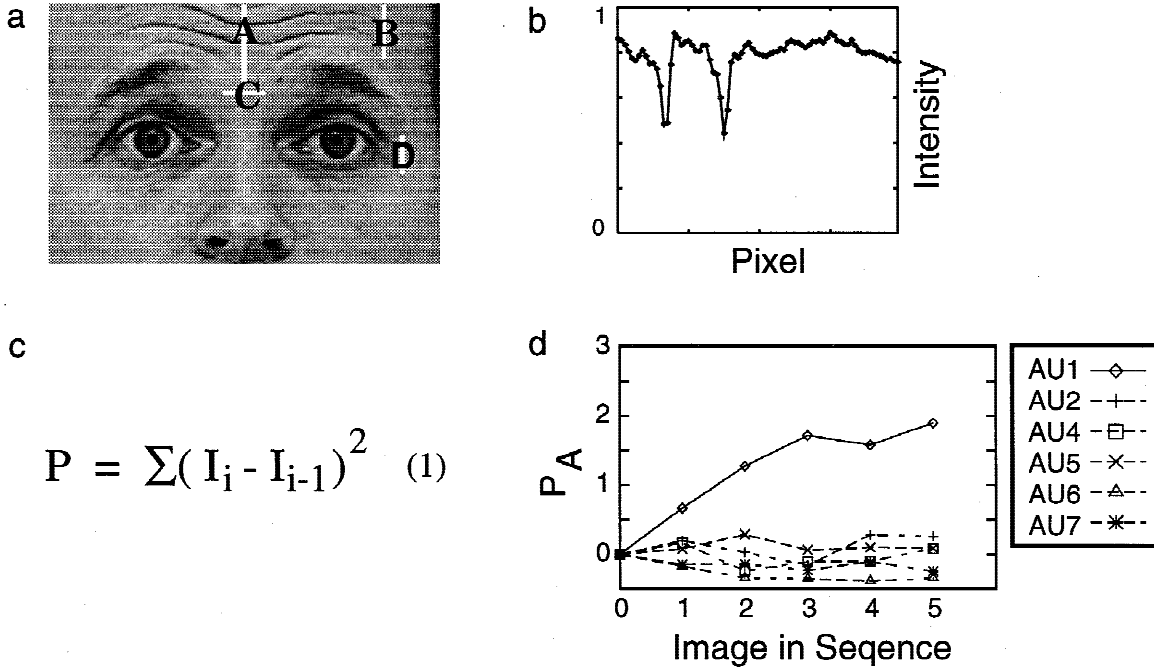 a
A
B
C
D
b
1
0
Intensity
Pixel
c
P = Σ( I_i - I_{i-1} )² (1)
d
3
2
1
0
P_A
0 1 2 3 4 5
Image in Seqence
AU1
AU2
AU4
AU5
AU6
AU7